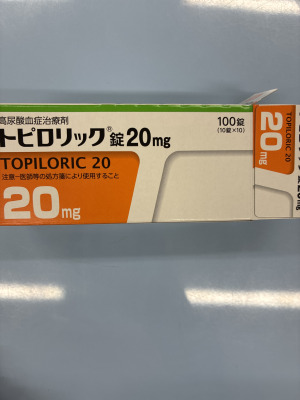 高尿酸血症治療剤
トピロリック®錠20mg
100錠
(10錠×10)
TOPILORIC 20
注意-医師等の処方箋により使用すること
20mg
TOPILORIC 20
20mg